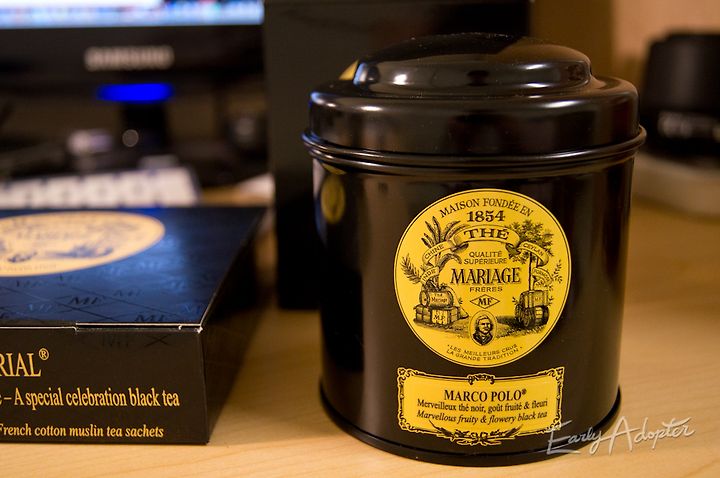 SAMSUNG
MAISON FONDÉE EN
1854
THÉ
CHINE
CEYLAN
QUALITÉ
SUPÉRIEURE
MARIAGE
FRÈRES
MF
M.F.
"LES MEILLEURS CRUS
LA GRANDE TRADITION"
MARCO POLO®
Merveilleux thé noir, goût fruité & fleuri
Marvellous fruity & flowery black tea
RIAL®
– A special celebration black tea
French cotton muslin tea sachets
Early Adopter